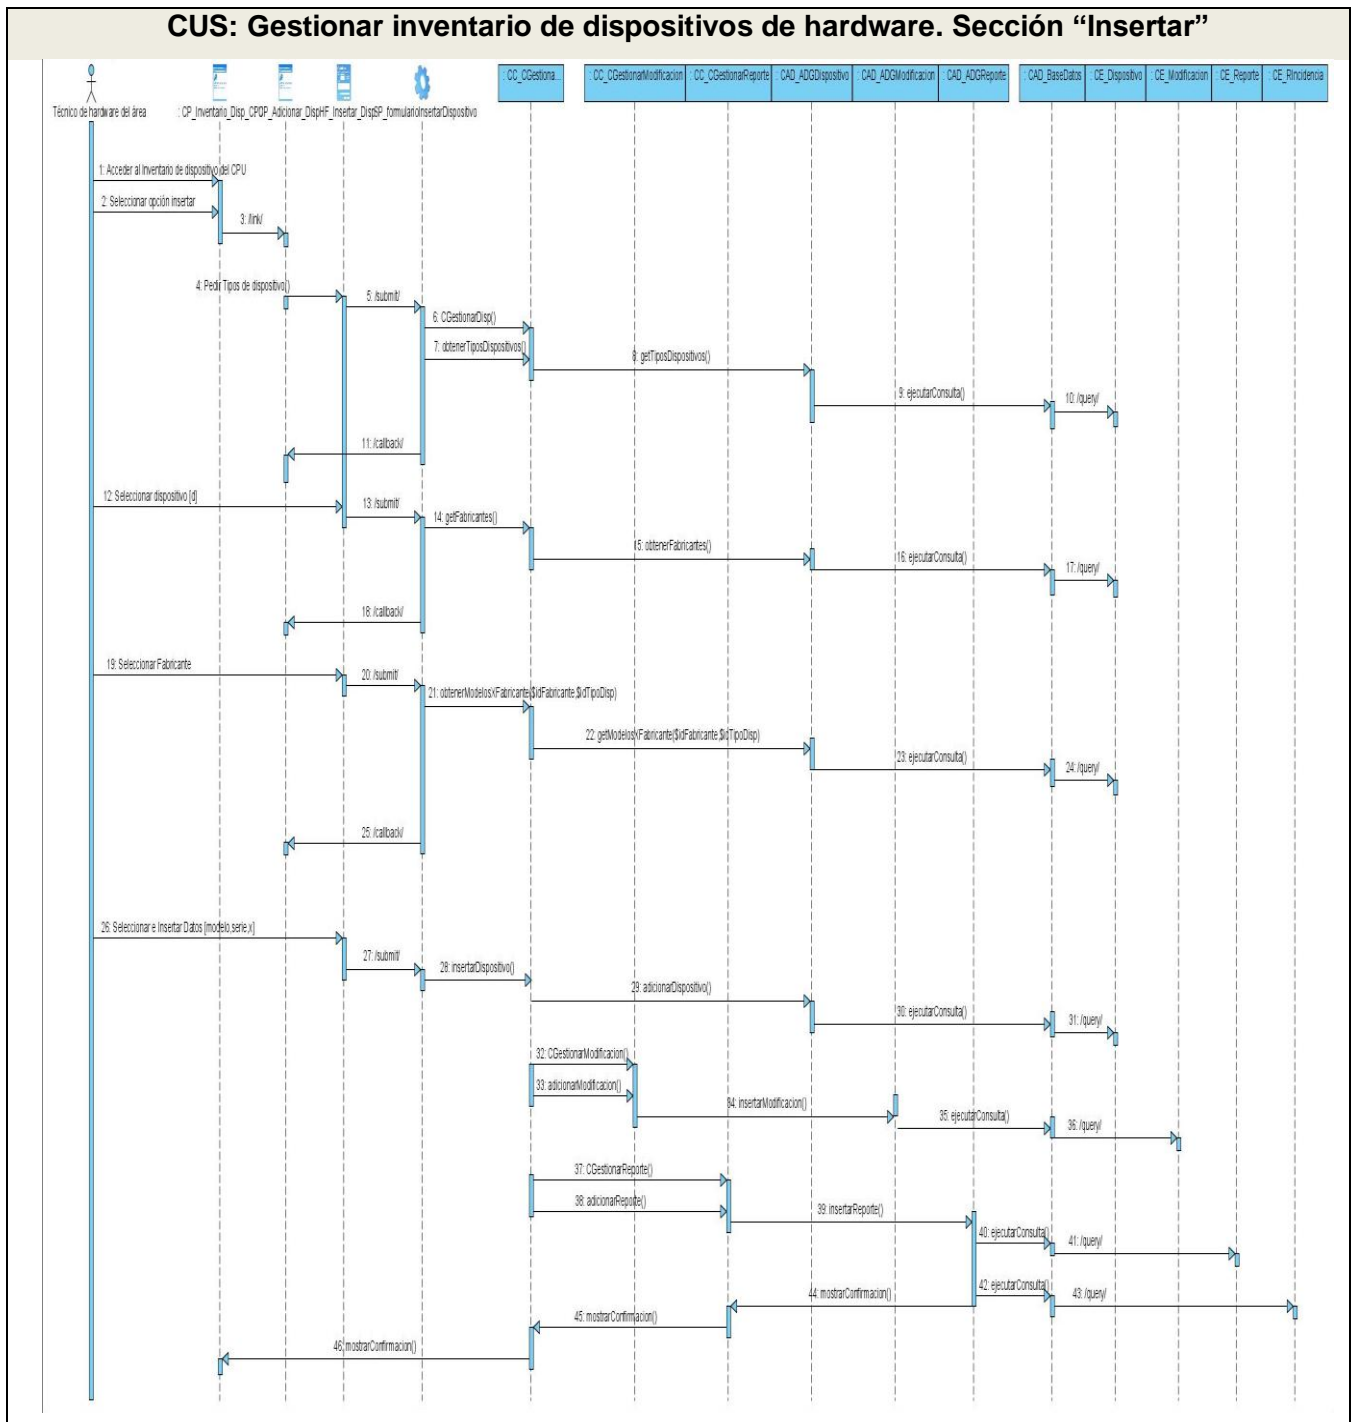 CUS: Gestionar inventario de dispositivos de hardware. Sección “Insertar”
: CC_CGestiona...
: CC_CGestionarModificacion
: CC_CGestionarReporte
: CAD_ADGDispositivo
: CAD_ADGModificacion
: CAD_ADGReporte
: CAD_BaseDatos
: CE_Dispositivo
: CE_Modificacion
: CE_Reporte
: CE_RIncidencia
Técnico de hardware del área
: CP_Inventario_Disp_CPU
CP_Adicionar_Disp
HF_Insertar_Disp
SP_formularioInsertarDispositivo
1: Acceder al Inventario de dispositivo del CPU
2: Seleccionar opción insertar
3: /link/
4: Pedir Tipos de dispositivo()
5: /submit/
6: CGestionarDisp()
7: obtenerTiposDispositivos()
8: getTiposDispositivos()
9: ejecutarConsulta()
10: /query/
11: /callback/
12: Seleccionar dispositivo [d]
13: /submit/
14: getFabricantes()
15: obtenerFabricantes()
16: ejecutarConsulta()
17: /query/
18: /callback/
19: Seleccionar Fabricante
20: /submit/
21: obtenerModelosXFabricante($idFabricante,$idTipoDisp)
22: getModelosXFabricante($idFabricante,$idTipoDisp)
23: ejecutarConsulta()
24: /query/
25: /callback/
26: Seleccionar e Insertar Datos [modelo,serie,x]
27: /submit/
28: insertarDispositivo()
29: adicionarDispositivo()
30: ejecutarConsulta()
31: /query/
32: CGestionarModificacion()
33: adicionarModificacion()
34: insertarModificacion()
35: ejecutarConsulta()
36: /query/
37: CGestionarReporte()
38: adicionarReporte()
39: insertarReporte()
40: ejecutarConsulta()
41: /query/
42: ejecutarConsulta()
43: /query/
44: mostrarConfirmacion()
45: mostrarConfirmacion()
46: mostrarConfirmacion()